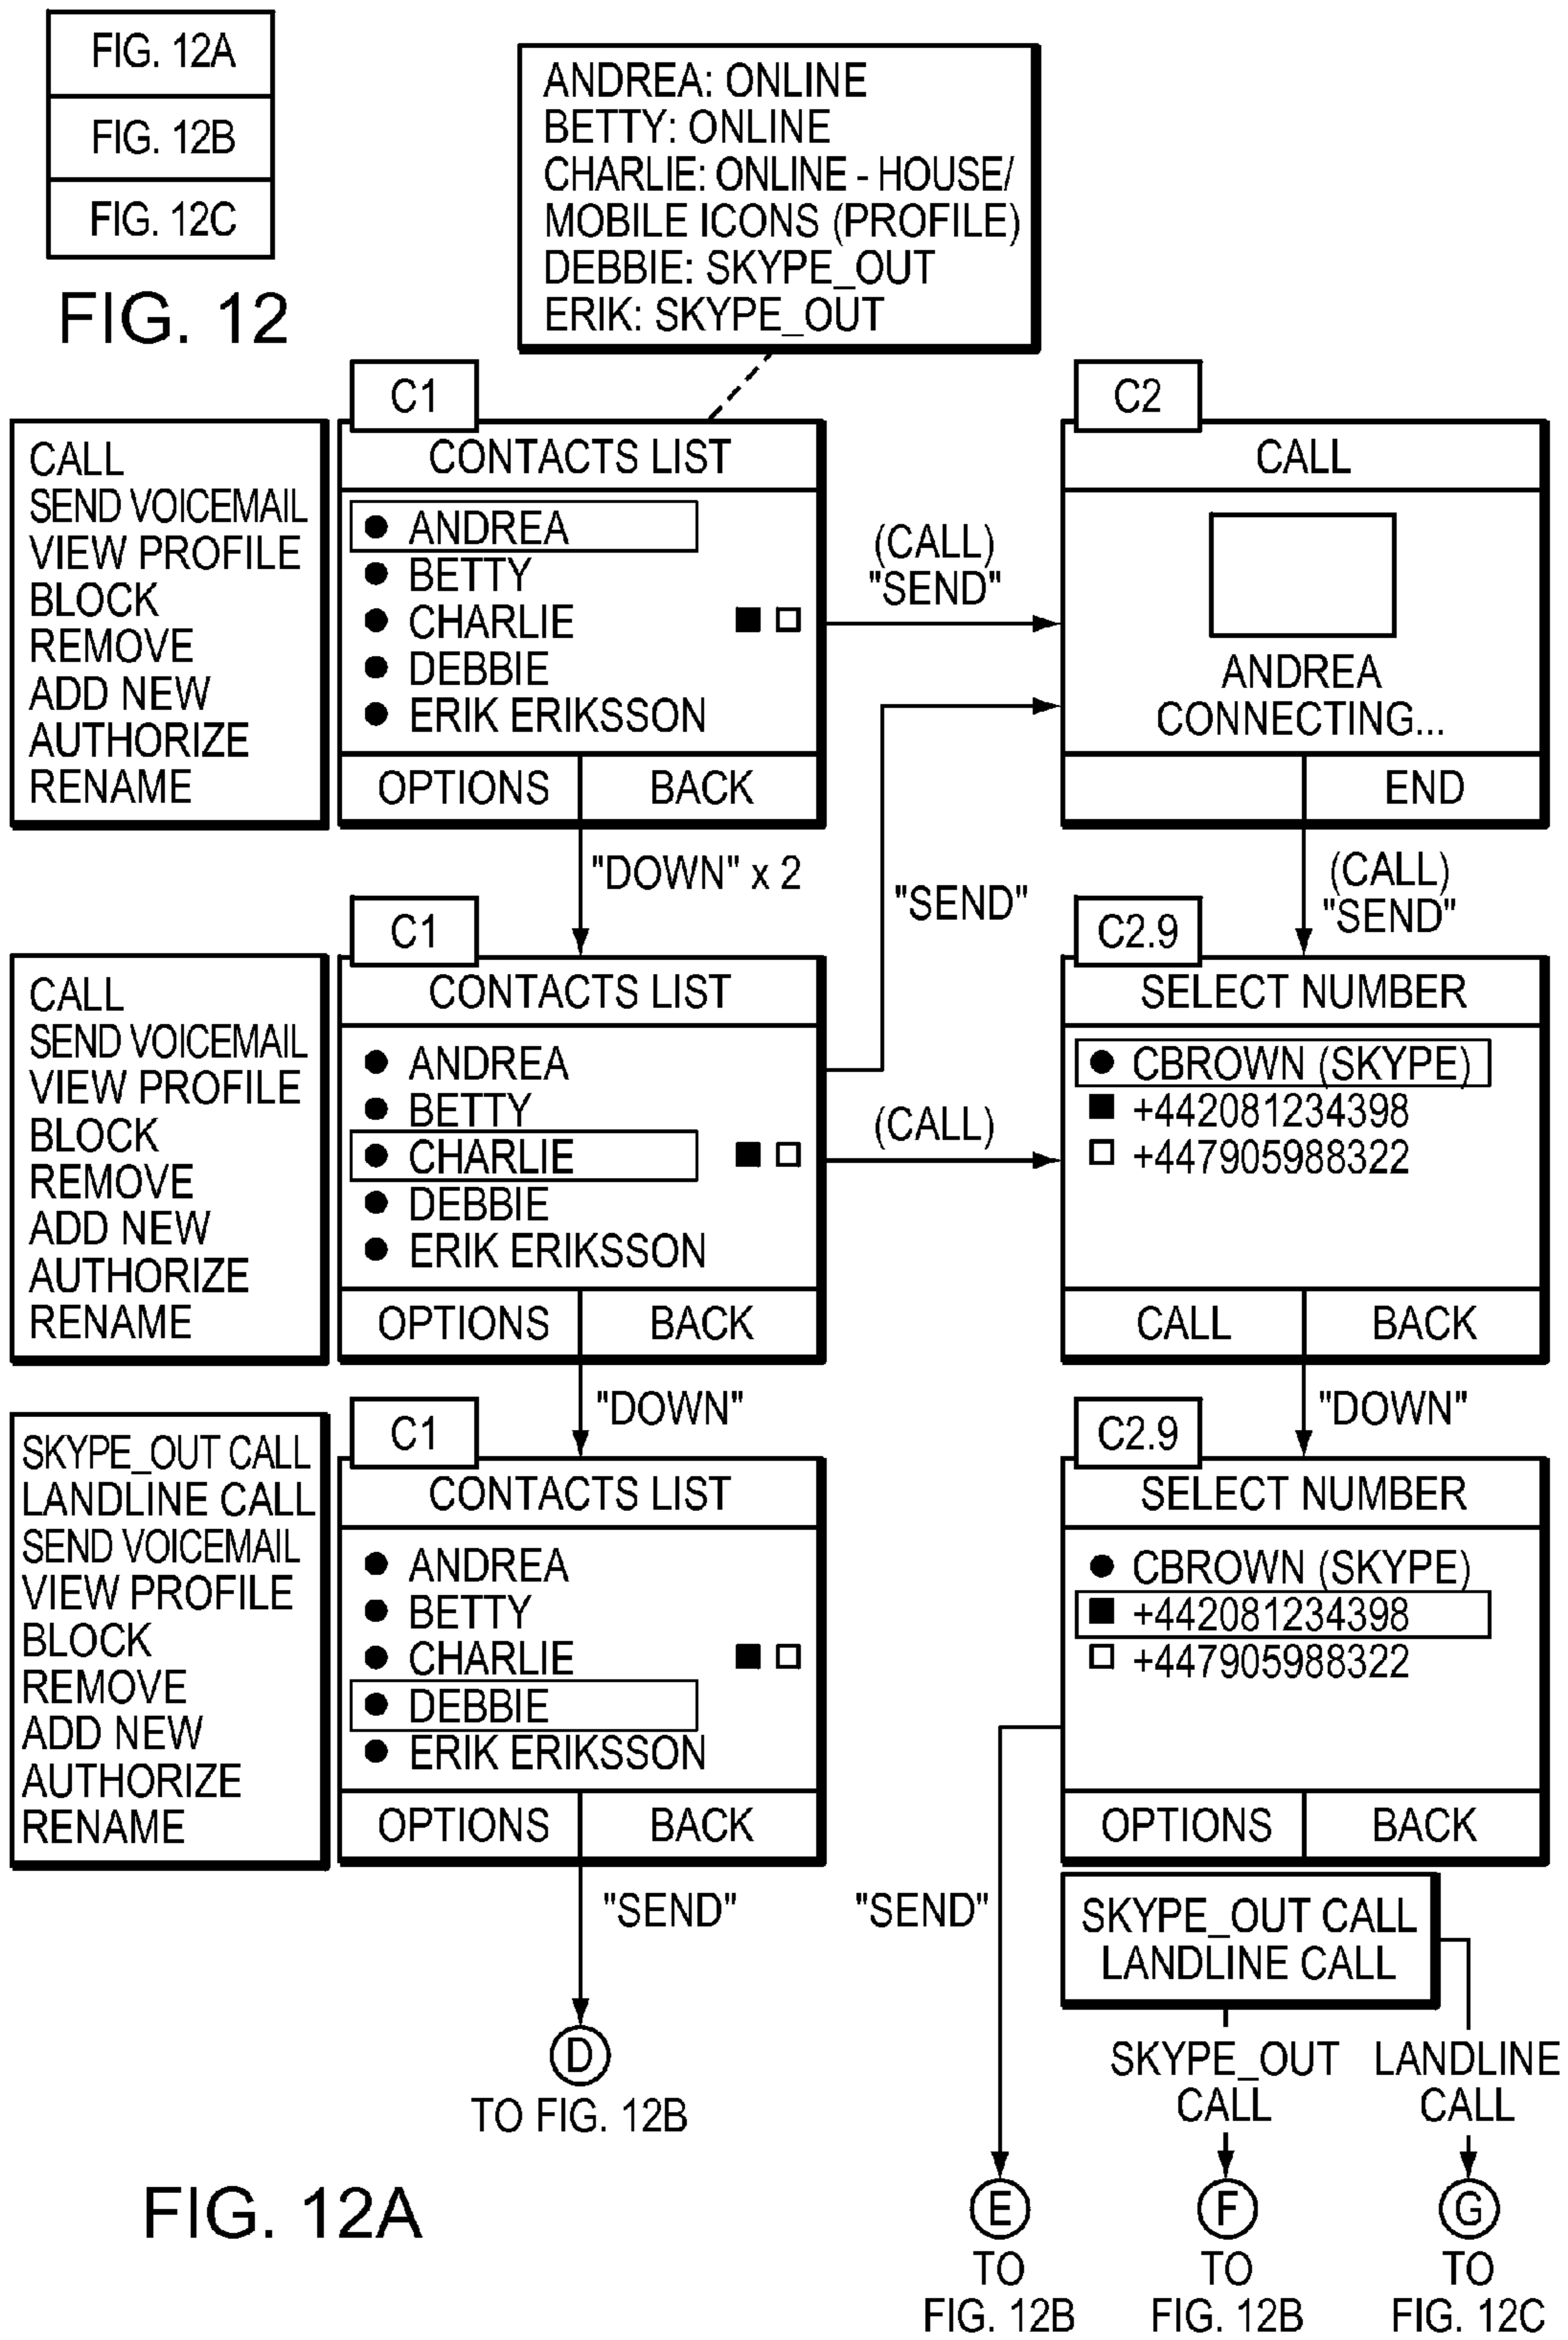 FIG. 12A
FIG. 12B
FIG. 12C
FIG. 12
ANDREA: ONLINE
BETTY: ONLINE
CHARLIE: ONLINE - HOUSE/
MOBILE ICONS (PROFILE)
DEBBIE: SKYPE_OUT
ERIK: SKYPE_OUT
CALL
SEND VOICEMAIL
VIEW PROFILE
BLOCK
REMOVE
ADD NEW
AUTHORIZE
RENAME
C1
CONTACTS LIST
ANDREA
BETTY
CHARLIE
DEBBIE
ERIK ERIKSSON
OPTIONS BACK
(CALL)
"SEND"
C2
CALL
ANDREA
CONNECTING...
END
"DOWN" x 2
"SEND"
(CALL)
"SEND"
CALL
SEND VOICEMAIL
VIEW PROFILE
BLOCK
REMOVE
ADD NEW
AUTHORIZE
RENAME
C1
CONTACTS LIST
ANDREA
BETTY
CHARLIE
DEBBIE
ERIK ERIKSSON
OPTIONS BACK
(CALL)
C2.9
SELECT NUMBER
CBROWN (SKYPE)
+442081234398
+447905988322
CALL BACK
"DOWN"
"DOWN"
SKYPE_OUT CALL
LANDLINE CALL
SEND VOICEMAIL
VIEW PROFILE
BLOCK
REMOVE
ADD NEW
AUTHORIZE
RENAME
C1
CONTACTS LIST
ANDREA
BETTY
CHARLIE
DEBBIE
ERIK ERIKSSON
OPTIONS BACK
C2.9
SELECT NUMBER
CBROWN (SKYPE)
+442081234398
+447905988322
OPTIONS BACK
"SEND"
"SEND"
SKYPE_OUT CALL
LANDLINE CALL
SKYPE_OUT
CALL
LANDLINE
CALL
D
TO FIG. 12B
E
TO
FIG. 12B
F
TO
FIG. 12B
G
TO
FIG. 12C
FIG. 12A